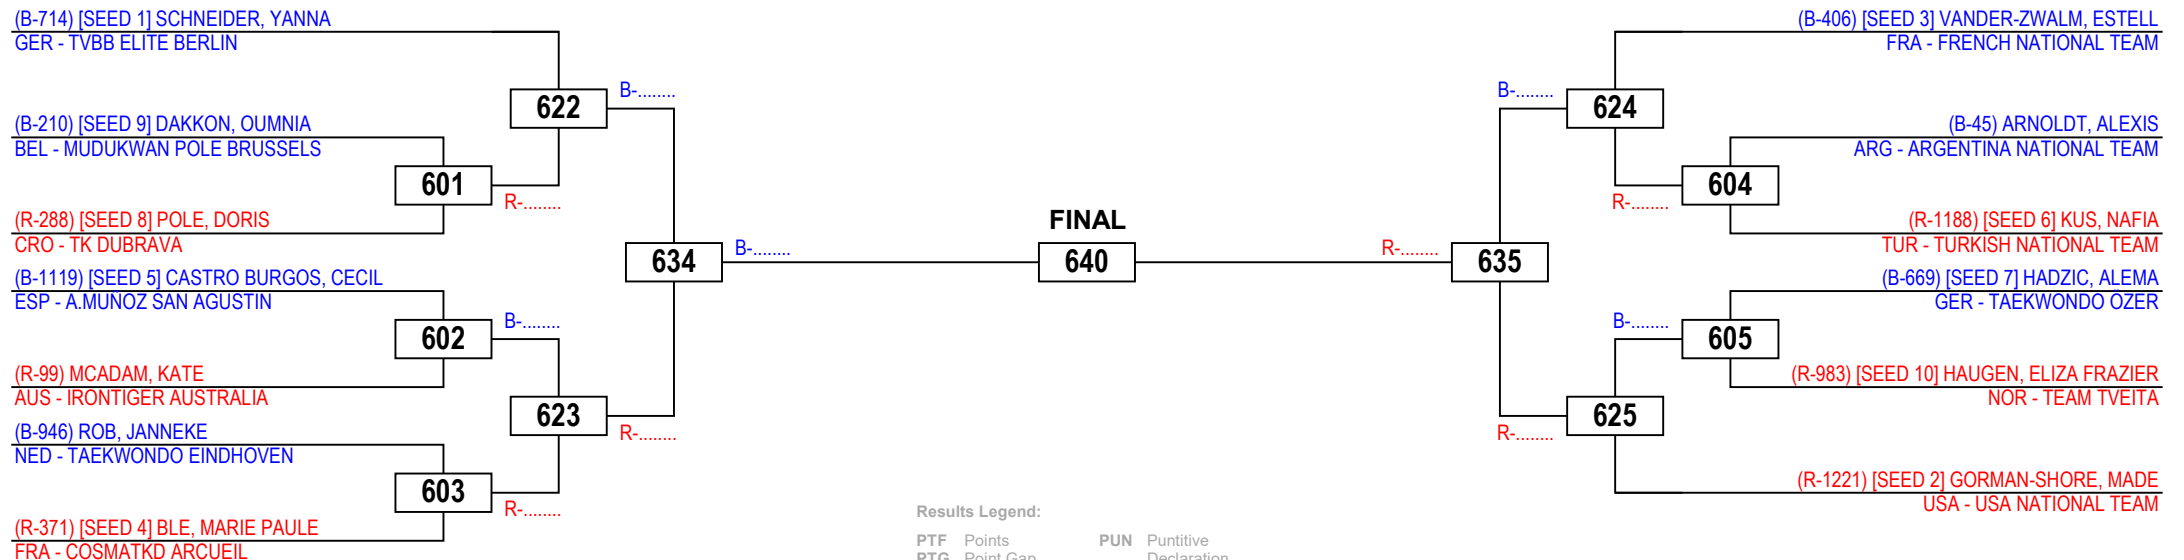 (B-714) [SEED 1] SCHNEIDER, YANNA
GER - TVBB ELITE BERLIN
(B-210) [SEED 9] DAKKON, OUMNIA
BEL - MUDUKWAN POLE BRUSSELS
(R-288) [SEED 8] POLE, DORIS
CRO - TK DUBRAVA
(B-1119) [SEED 5] CASTRO BURGOS, CECIL
ESP - A.MUÑOZ SAN AGUSTIN
(R-99) MCADAM, KATE
AUS - IRONTIGER AUSTRALIA
(B-946) ROB, JANNEKE
NED - TAEKWONDO EINDHOVEN
(R-371) [SEED 4] BLE, MARIE PAULE
FRA - COSMATKD ARCUEIL
601
602
603
R-........
B-........
R-........
622
623
B-........
R-........
634
B-........
FINAL
640
R-........
635
B-........
R-........
624
625
R-........
B-........
604
605
(B-406) [SEED 3] VANDER-ZWALM, ESTELL
FRA - FRENCH NATIONAL TEAM
(B-45) ARNOLDT, ALEXIS
ARG - ARGENTINA NATIONAL TEAM
(R-1188) [SEED 6] KUS, NAFIA
TUR - TURKISH NATIONAL TEAM
(B-669) [SEED 7] HADZIC, ALEMA
GER - TAEKWONDO ÖZER
(R-983) [SEED 10] HAUGEN, ELIZA FRAZIER
NOR - TEAM TVEITA
(R-1221) [SEED 2] GORMAN-SHORE, MADE
USA - USA NATIONAL TEAM
Results Legend:
PTF Points
PTG Point Gap
PUN Puntitive
Declaration